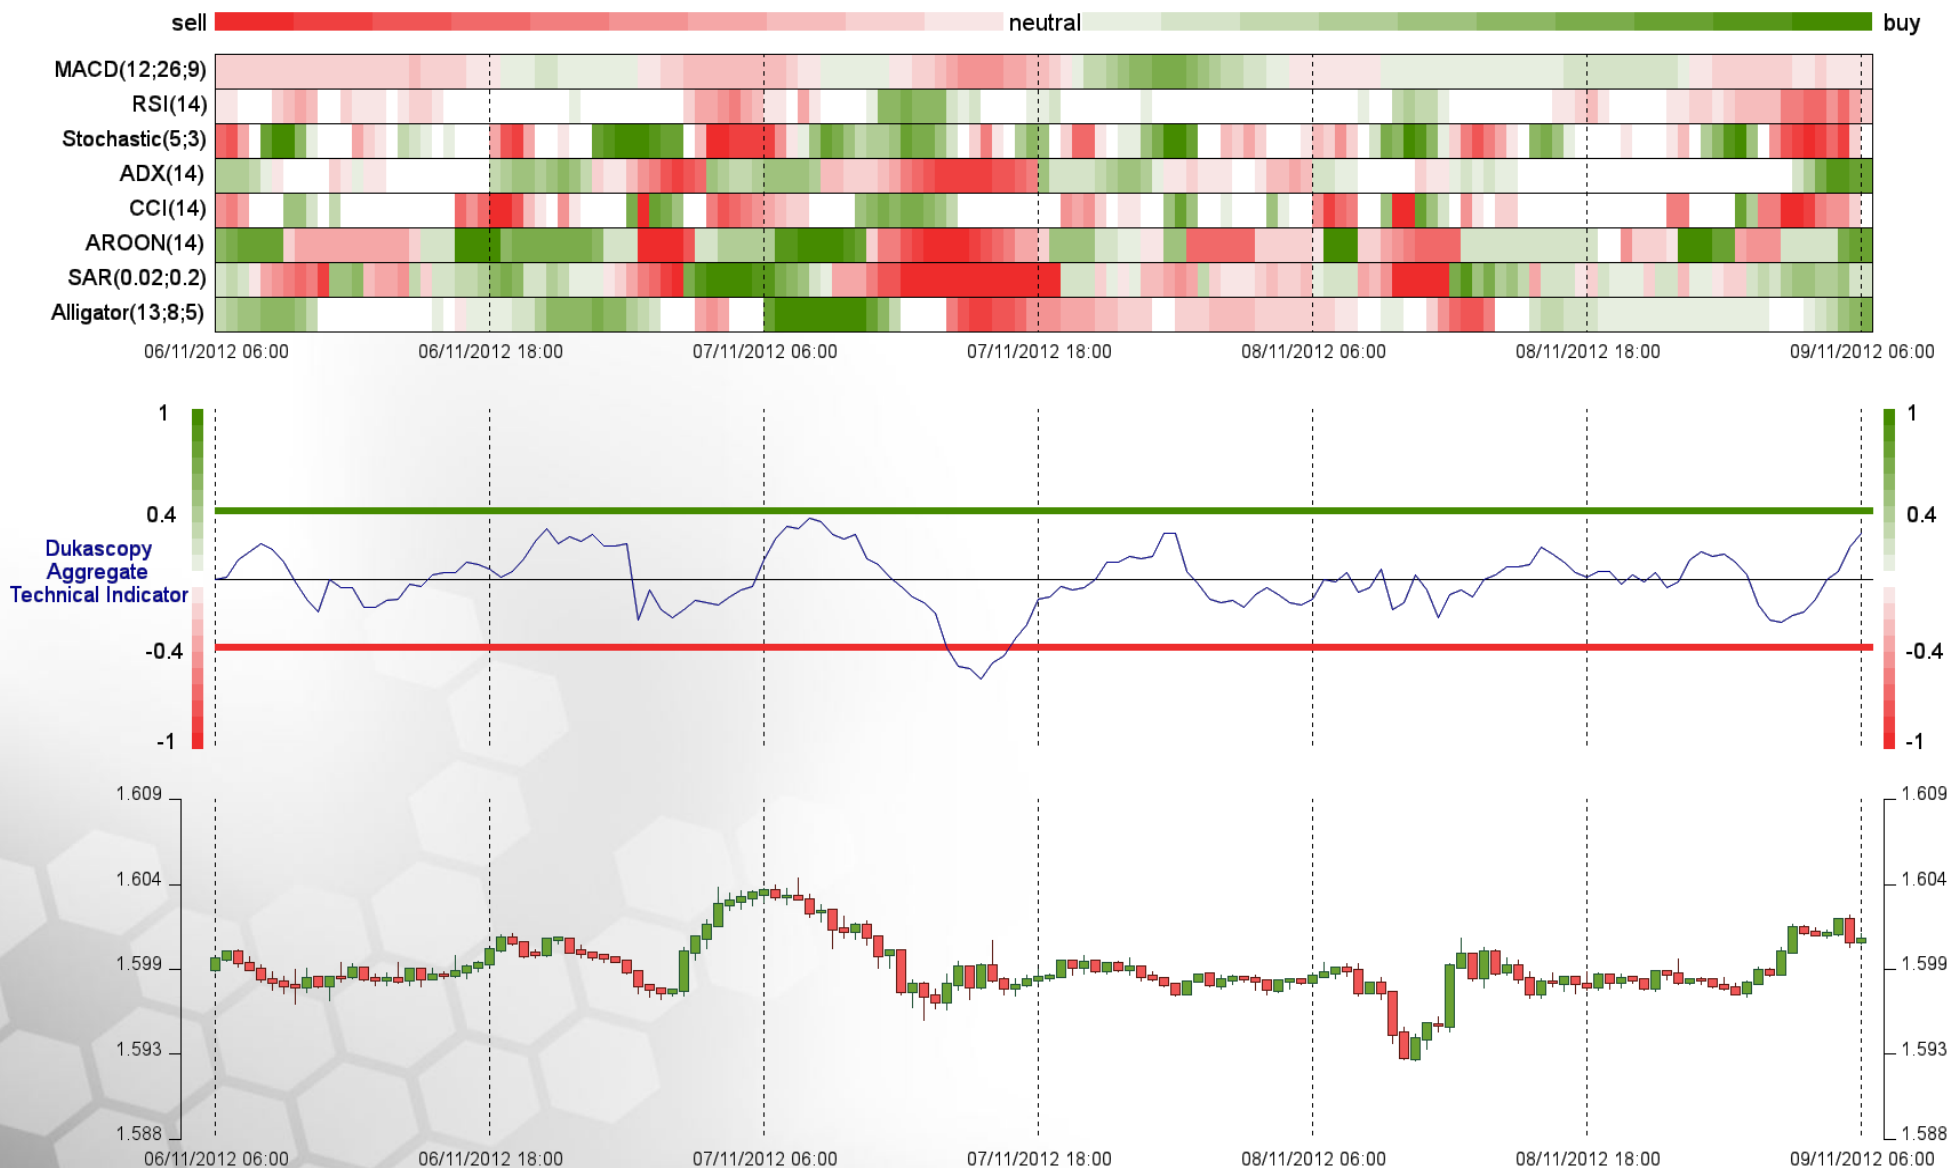 sell neutral buy
MACD(12;26;9)
RSI(14)
Stochastic(5;3)
ADX(14)
CCI(14)
AROON(14)
SAR(0.02;0.2)
Alligator(13;8;5)
06/11/2012 06:00 06/11/2012 18:00 07/11/2012 06:00 07/11/2012 18:00 08/11/2012 06:00 08/11/2012 18:00 09/11/2012 06:00
1 1
0.4 0.4
Dukascopy
Aggregate
Technical Indicator
-0.4 -0.4
-1 -1
1.609 1.609
1.604 1.604
1.599 1.599
1.593 1.593
1.588 1.588
06/11/2012 06:00 06/11/2012 18:00 07/11/2012 06:00 07/11/2012 18:00 08/11/2012 06:00 08/11/2012 18:00 09/11/2012 06:00